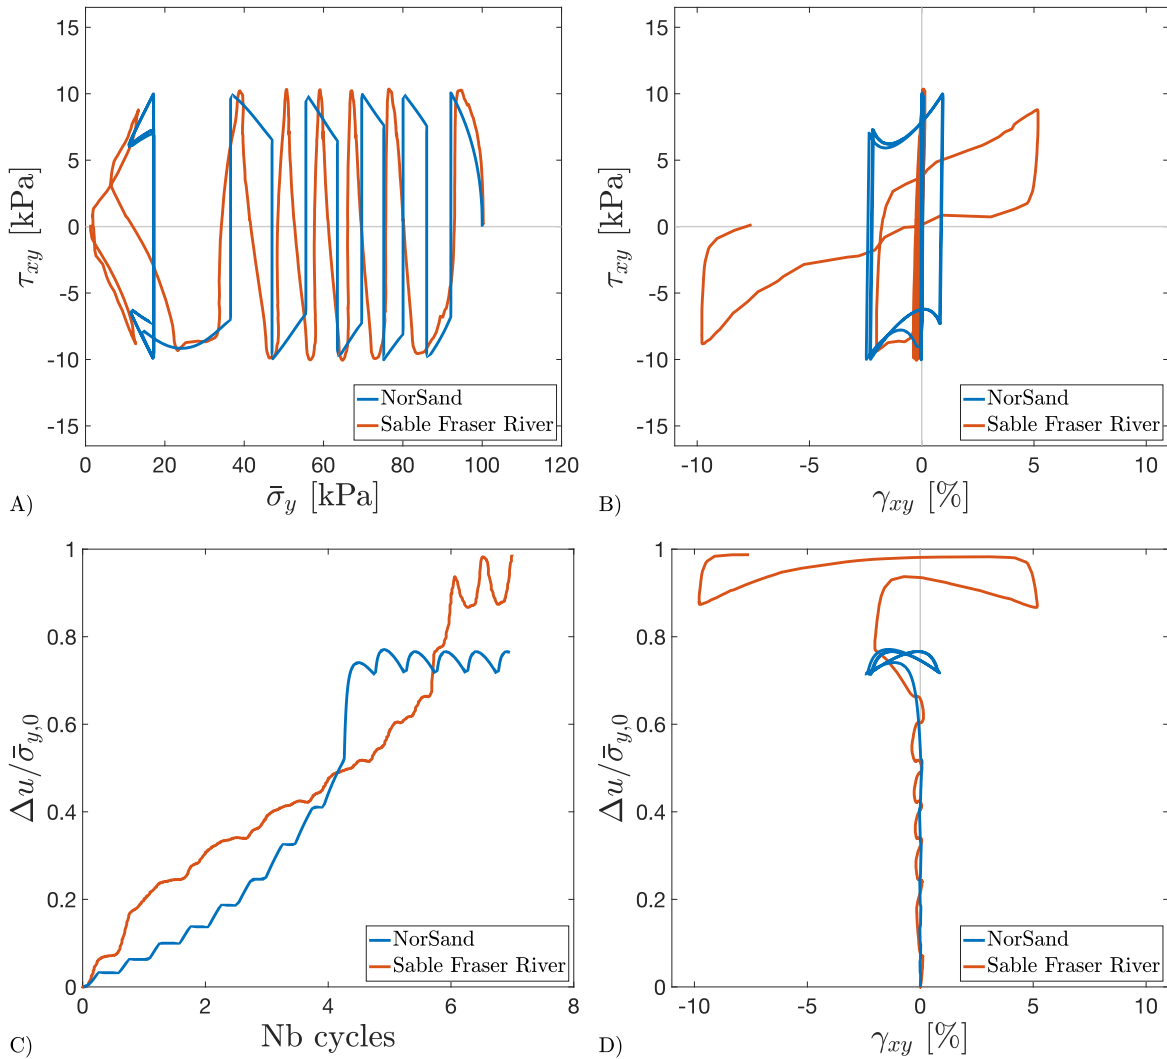 15
10
5
0
-5
-10
-15
τxy [kPa]
0 20 40 60 80 100 120
σ̄y [kPa]
NorSand
Sable Fraser River
A)
15
10
5
0
-5
-10
-15
τxy [kPa]
-10 -5 0 5 10
γxy [%]
NorSand
Sable Fraser River
B)
1
0.8
0.6
0.4
0.2
0
Δu/σ̄y,0
0 2 4 6 8
Nb cycles
NorSand
Sable Fraser River
C)
1
0.8
0.6
0.4
0.2
0
Δu/σ̄y,0
-10 -5 0 5 10
γxy [%]
NorSand
Sable Fraser River
D)